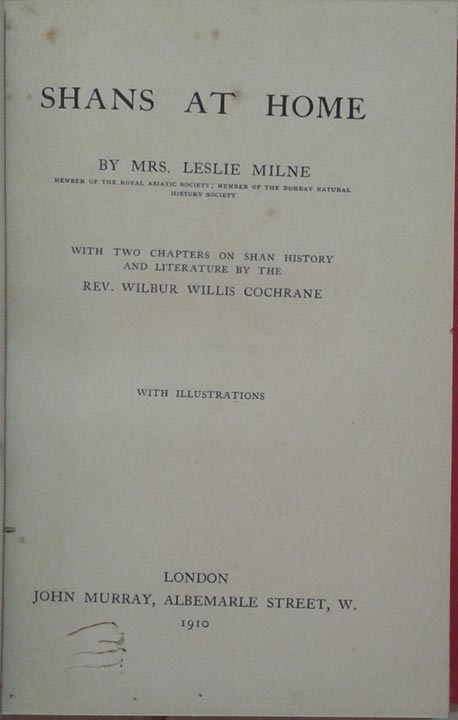 SHANS AT HOME
BY MRS. LESLIE MILNE
MEMBER OF THE ROYAL ASIATIC SOCIETY; MEMBER OF THE BOMBAY NATURAL
HISTORY SOCIETY
WITH TWO CHAPTERS ON SHAN HISTORY
AND LITERATURE BY THE
REV. WILBUR WILLIS COCHRANE
WITH ILLUSTRATIONS
LONDON
JOHN MURRAY, ALBEMARLE STREET, W.
1910